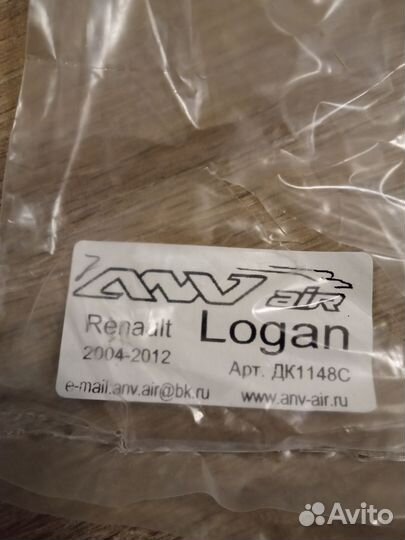 ANV air
Renault Logan
2004-2012 Арт. ДК1148С
e-mail.anv.air@bk.ru www.anv-air.ru
Avito